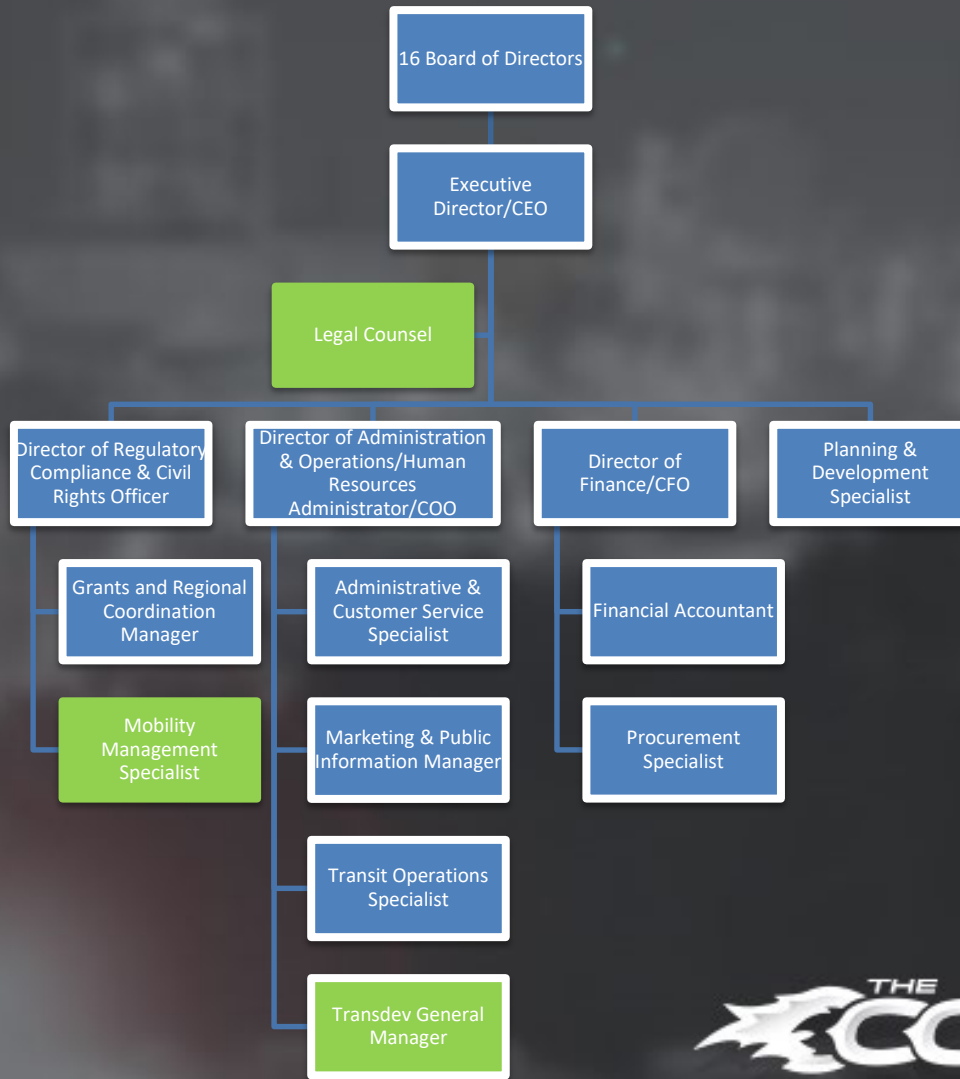 16 Board of Directors
Executive
Director/CEO
Legal Counsel
Director of Regulatory
Compliance & Civil
Rights Officer
Director of Administration
& Operations/Human
Resources
Administrator/COO
Director of
Finance/CFO
Planning &
Development
Specialist
Grants and Regional
Coordination
Manager
Mobility
Management
Specialist
Administrative &
Customer Service
Specialist
Marketing & Public
Information Manager
Transit Operations
Specialist
Transdev General
Manager
Financial Accountant
Procurement
Specialist
THE